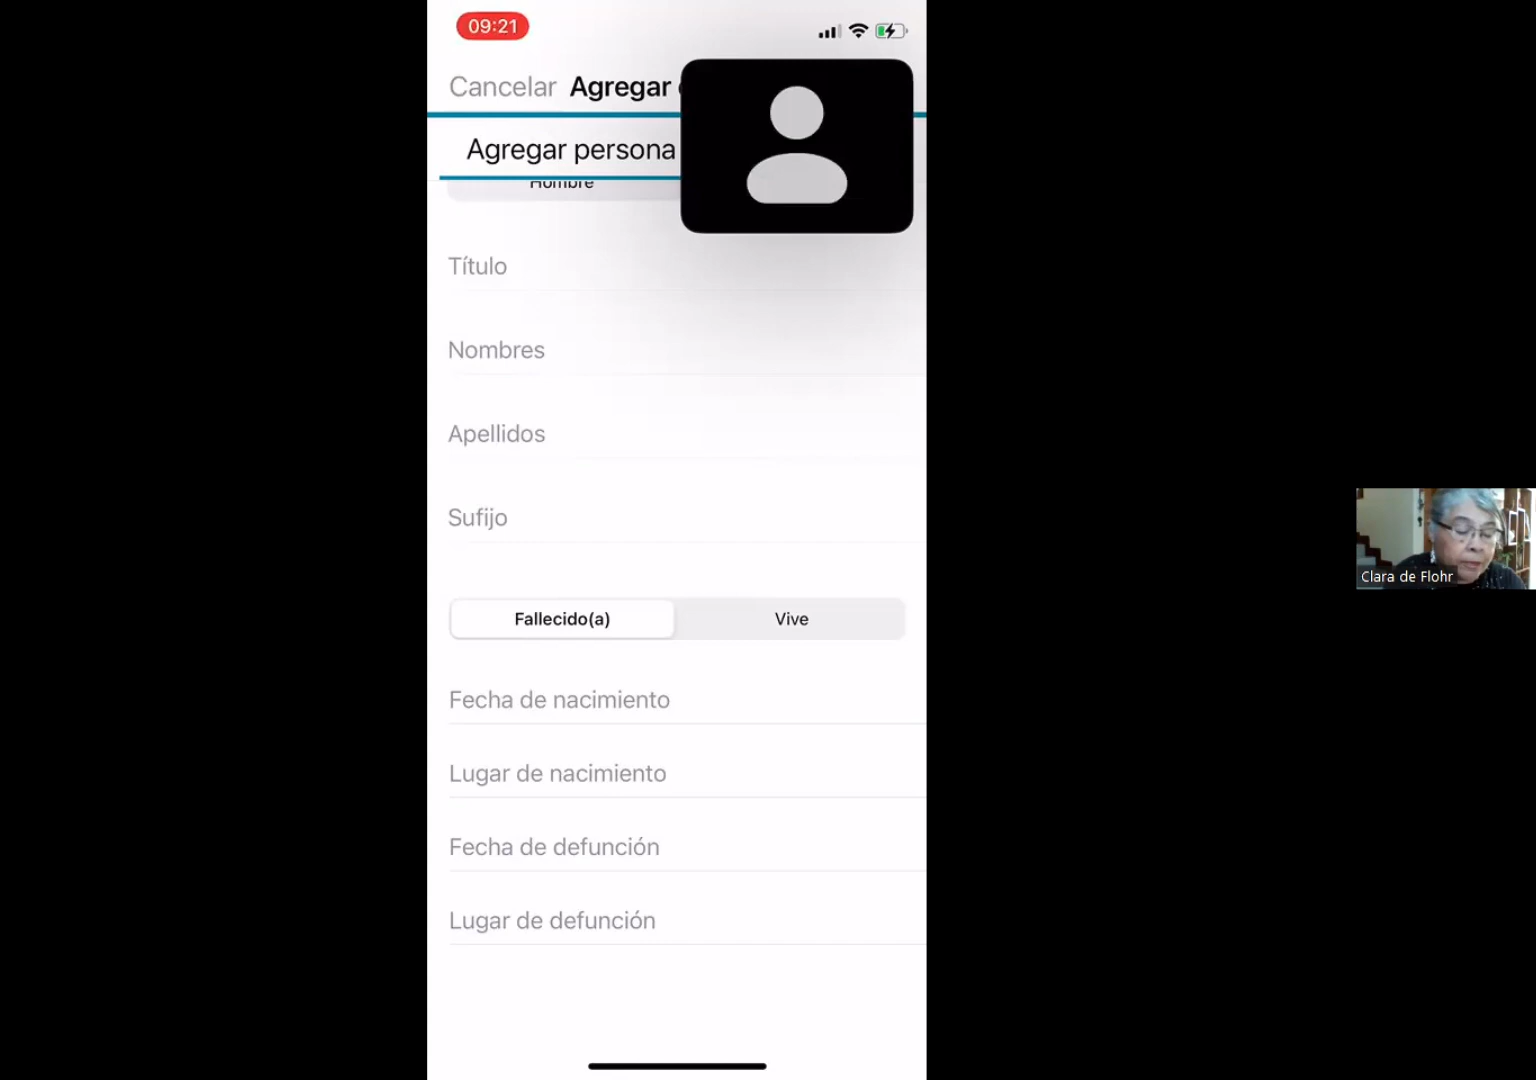 09:21
Cancelar Agregar
Agregar persona
Hombre
Título
Nombres
Apellidos
Sufijo
Fallecido(a) Vive
Clara de Flohr
Fecha de nacimiento
Lugar de nacimiento
Fecha de defunción
Lugar de defunción